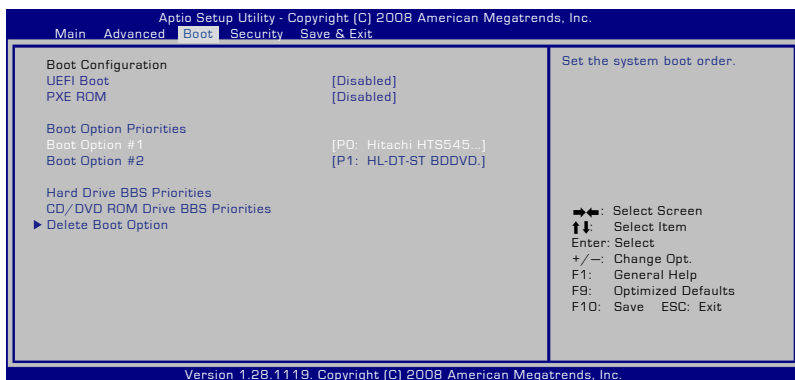 Aptio Setup Utility - Copyright (C) 2008 American Megatrends, Inc.
Main Advanced Boot Security Save & Exit
Boot Configuration
UEFI Boot [Disabled]
PXE ROM [Disabled]
Boot Option Priorities
Boot Option #1 [P0: Hitachi HTS545...]
Boot Option #2 [P1: HL-DT-ST BDDVD.]
Hard Drive BBS Priorities
CD/DVD ROM Drive BBS Priorities
Delete Boot Option
Set the system boot order.
: Select Screen
: Select Item
Enter: Select
+/—: Change Opt.
F1: General Help
F9: Optimized Defaults
F10: Save ESC: Exit
Version 1.28.1119. Copyright (C) 2008 American Megatrends, Inc.